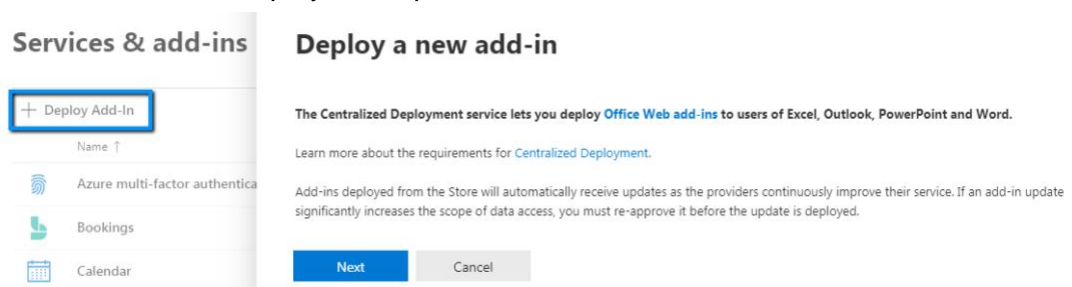 Services & add-ins
+ Deploy Add-In
Name ↑
Azure multi-factor authentica
Bookings
Calendar
Deploy a new add-in
The Centralized Deployment service lets you deploy Office Web add-ins to users of Excel, Outlook, PowerPoint and Word.
Learn more about the requirements for Centralized Deployment.
Add-ins deployed from the Store will automatically receive updates as the providers continuously improve their service. If an add-in update
significantly increases the scope of data access, you must re-approve it before the update is deployed.
Next Cancel